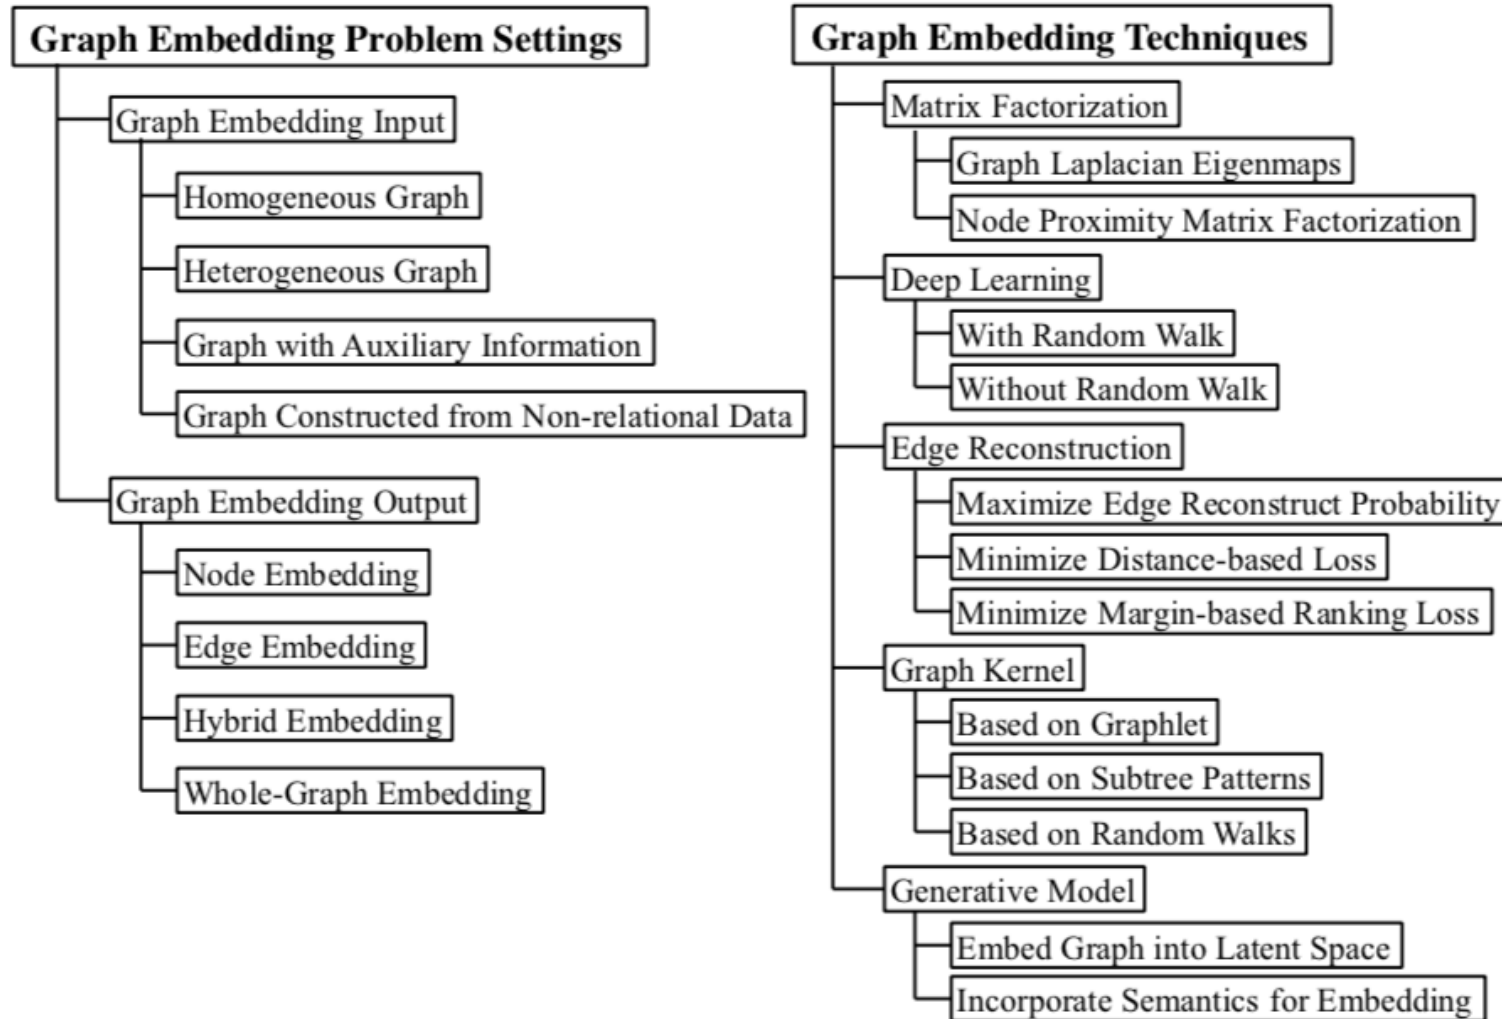 Graph Embedding Problem Settings
Graph Embedding Input
Homogeneous Graph
Heterogeneous Graph
Graph with Auxiliary Information
Graph Constructed from Non-relational Data
Graph Embedding Output
Node Embedding
Edge Embedding
Hybrid Embedding
Whole-Graph Embedding
Graph Embedding Techniques
Matrix Factorization
Graph Laplacian Eigenmaps
Node Proximity Matrix Factorization
Deep Learning
With Random Walk
Without Random Walk
Edge Reconstruction
Maximize Edge Reconstruct Probability
Minimize Distance-based Loss
Minimize Margin-based Ranking Loss
Graph Kernel
Based on Graphlet
Based on Subtree Patterns
Based on Random Walks
Generative Model
Embed Graph into Latent Space
Incorporate Semantics for Embedding